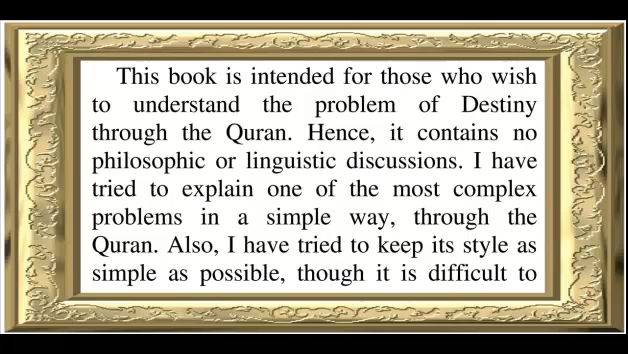 This book is intended for those who wish
to understand the problem of Destiny
through the Quran. Hence, it contains no
philosophic or linguistic discussions. I have
tried to explain one of the most complex
problems in a simple way, through the
Quran. Also, I have tried to keep its style as
simple as possible, though it is difficult to